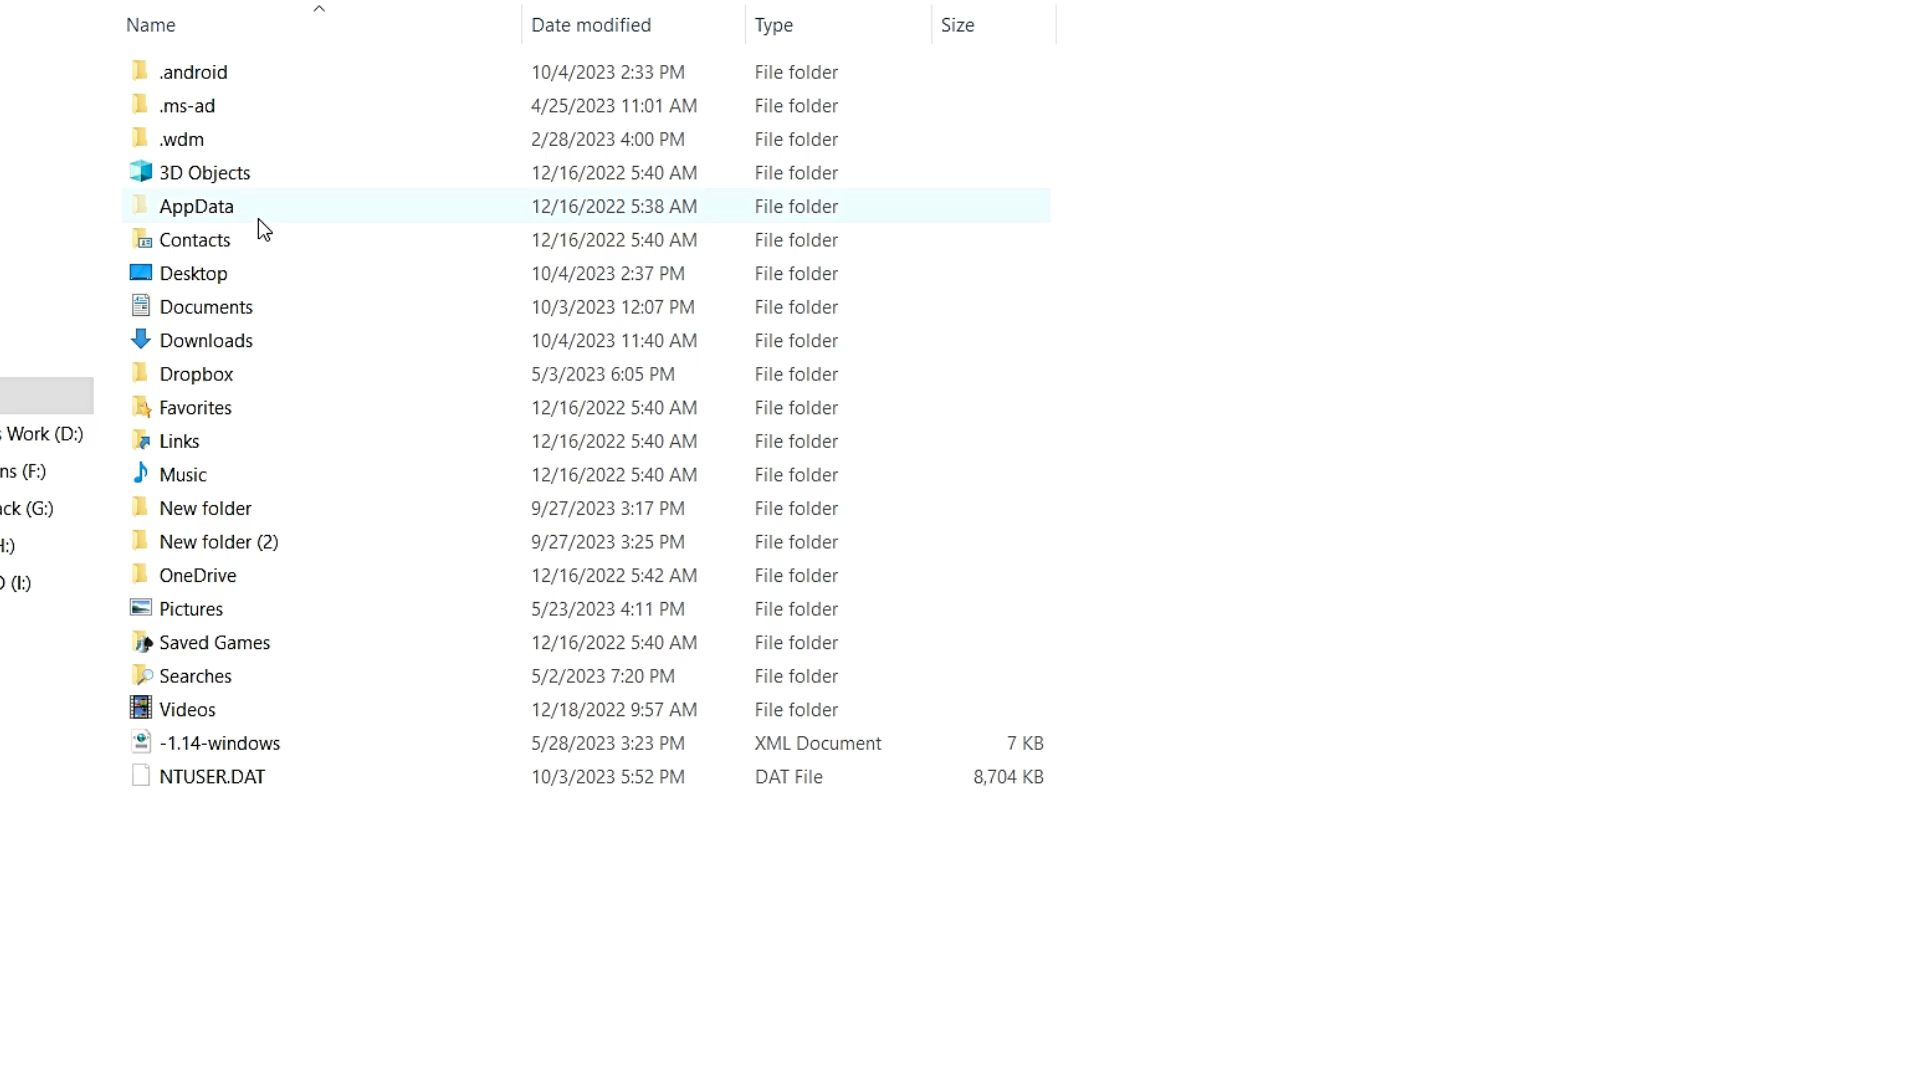 Name Date modified Type Size
.android 10/4/2023 2:33 PM File folder
.ms-ad 4/25/2023 11:01 AM File folder
.wdm 2/28/2023 4:00 PM File folder
3D Objects 12/16/2022 5:40 AM File folder
AppData 12/16/2022 5:38 AM File folder
Contacts 12/16/2022 5:40 AM File folder
Desktop 10/4/2023 2:37 PM File folder
Documents 10/3/2023 12:07 PM File folder
Downloads 10/4/2023 11:40 AM File folder
Dropbox 5/3/2023 6:05 PM File folder
Favorites 12/16/2022 5:40 AM File folder
Links 12/16/2022 5:40 AM File folder
Music 12/16/2022 5:40 AM File folder
New folder 9/27/2023 3:17 PM File folder
New folder (2) 9/27/2023 3:25 PM File folder
OneDrive 12/16/2022 5:42 AM File folder
Pictures 5/23/2023 4:11 PM File folder
Saved Games 12/16/2022 5:40 AM File folder
Searches 5/2/2023 7:20 PM File folder
Videos 12/18/2022 9:57 AM File folder
-1.14-windows 5/28/2023 3:23 PM XML Document 7 KB
NTUSER.DAT 10/3/2023 5:52 PM DAT File 8,704 KB
s Work (D:)
ns (F:)
ack (G:)
H:)
D (I:)